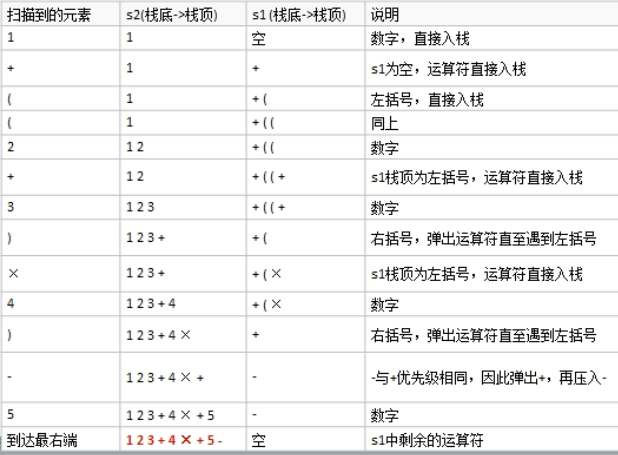 扫描到的元素 s2(栈底->栈顶) s1 (栈底->栈顶) 说明
1 1 空 数字，直接入栈
+ 1 + s1为空，运算符直接入栈
( 1 + ( 左括号，直接入栈
( 1 + ( ( 同上
2 1 2 + ( ( 数字
+ 1 2 + ( ( + s1栈顶为左括号，运算符直接入栈
3 1 2 3 + ( ( + 数字
) 1 2 3 + + ( 右括号，弹出运算符直至遇到左括号
× 1 2 3 + + ( × s1栈顶为左括号，运算符直接入栈
4 1 2 3 + 4 + ( × 数字
) 1 2 3 + 4 × + 右括号，弹出运算符直至遇到左括号
- 1 2 3 + 4 × + - -与+优先级相同，因此弹出+，再压入-
5 1 2 3 + 4 × + 5 - 数字
到达最右端 1 2 3 + 4 × + 5 - 空 s1中剩余的运算符